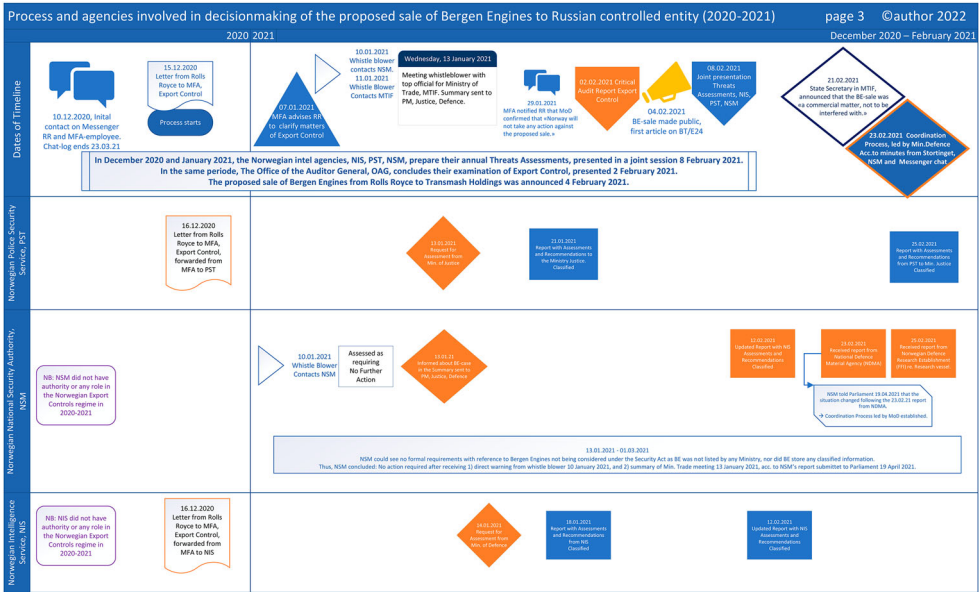 Process and agencies involved in decisionmaking of the proposed sale of Bergen Engines to Russian controlled entity (2020-2021)
page 3 ©author 2022
2020 2021
December 2020 – February 2021
Dates of Timeline
10.12.2020, Inital
contact on Messenger
RR and MFA-employee.
Chat-log ends 23.03.21
15.12.2020
Letter from Rolls
Royce to MFA,
Export Control
Process starts
07.01.2021
MFA advises RR
to clarify matters
of Export Control
10.01.2021
Whistle blower
contacts NSM.
11.01.2021
Whistle Blower
Contacts MTIF
Wednesday, 13 January 2021
Meeting whistleblower with
top official for Ministry of
Trade, MTIF. Summary sent to
PM, Justice, Defence.
29.01.2021
MFA notified RR that MoD
confirmed that «Norway will
not take any action against
the proposed sale.»
02.02.2021 Critical
Audit Report Export
Control
04.02.2021
BE-sale made public,
first article on BT/E24
08.02.2021
Joint presentation
Threats
Assessments, NIS,
PST, NSM
21.02.2021
State Secretary in MTIF,
announced that the BE-sale was
«a commercial matter, not to be
interfered with.»
23.02.2021 Coordination
Process, led by Min.Defence
Acc.to minutes from Stortinget,
NSM and Messenger chat
In December 2020 and January 2021, the Norwegian intel agencies, NIS, PST, NSM, prepare their annual Threats Assessments, presented in a joint session 8 February 2021.
In the same periode, The Office of the Auditor General, OAG, concludes their examination of Export Control, presented 2 February 2021.
The proposed sale of Bergen Engines from Rolls Royce to Transmash Holdings was announced 4 February 2021.
Norwegian Police Security
Service, PST
16.12.2020
Letter from Rolls
Royce to MFA,
Export Control,
forwarded from
MFA to PST
13.01.2021
Request for
Assessment from
Min. of Justice
21.01.2021
Report with Assessments
and Recommendations to
the Ministry Justice.
Classified
25.02.2021
Report with Assessments
and Recommendations
from PST to Min. Justice
Classified
Norwegian National Security Authority,
NSM
NB: NSM did not have
authority or any role in
the Norwegian Export
Controls regime in
2020-2021
10.01.2021
Whistle Blower
Contacts NSM
Assessed as
requiring
No Further
Action
13.01.21
Informed about BE-case
in the Summary sent to
PM, Justice, Defence
12.02.2021
Updated Report with NIS
Assessments and
Recommendations
Classified
23.02.2021
Received report from
National Defence
Material Agency (NDMA)
25.02.2021
Received report from
Norwegian Defence
Research Establishment
(FFI) re. Research vessel.
NSM told Parliament 19.04.2021 that the
situation changed following the 23.02.21 report
from NDMA.
→ Coordination Process led by MoD established.
13.01.2021 - 01.03.2021
NSM could see no formal requirements with reference to Bergen Engines not being considered under the Security Act as BE was not listed by any Ministry, nor did BE store any classified information.
Thus, NSM concluded: No action required after receiving 1) direct warning from whistle blower 10 January 2021, and 2) summary of Min. Trade meeting 13 January 2021, acc. to NSM's report submittet to Parliament 19 April 2021.
Norwegian Intelligence
Service, NIS
NB: NIS did not have
authority or any role in
the Norwegian Export
Controls regime in
2020-2021
16.12.2020
Letter from Rolls
Royce to MFA,
Export Control,
forwarded from
MFA to NIS
14.01.2021
Request for
Assessment from
Min. of Defence
18.01.2021
Report with Assessments
and Recommendations
from NIS
Classified
12.02.2021
Updated Report with NIS
Assessments and
Recommendations
Classified